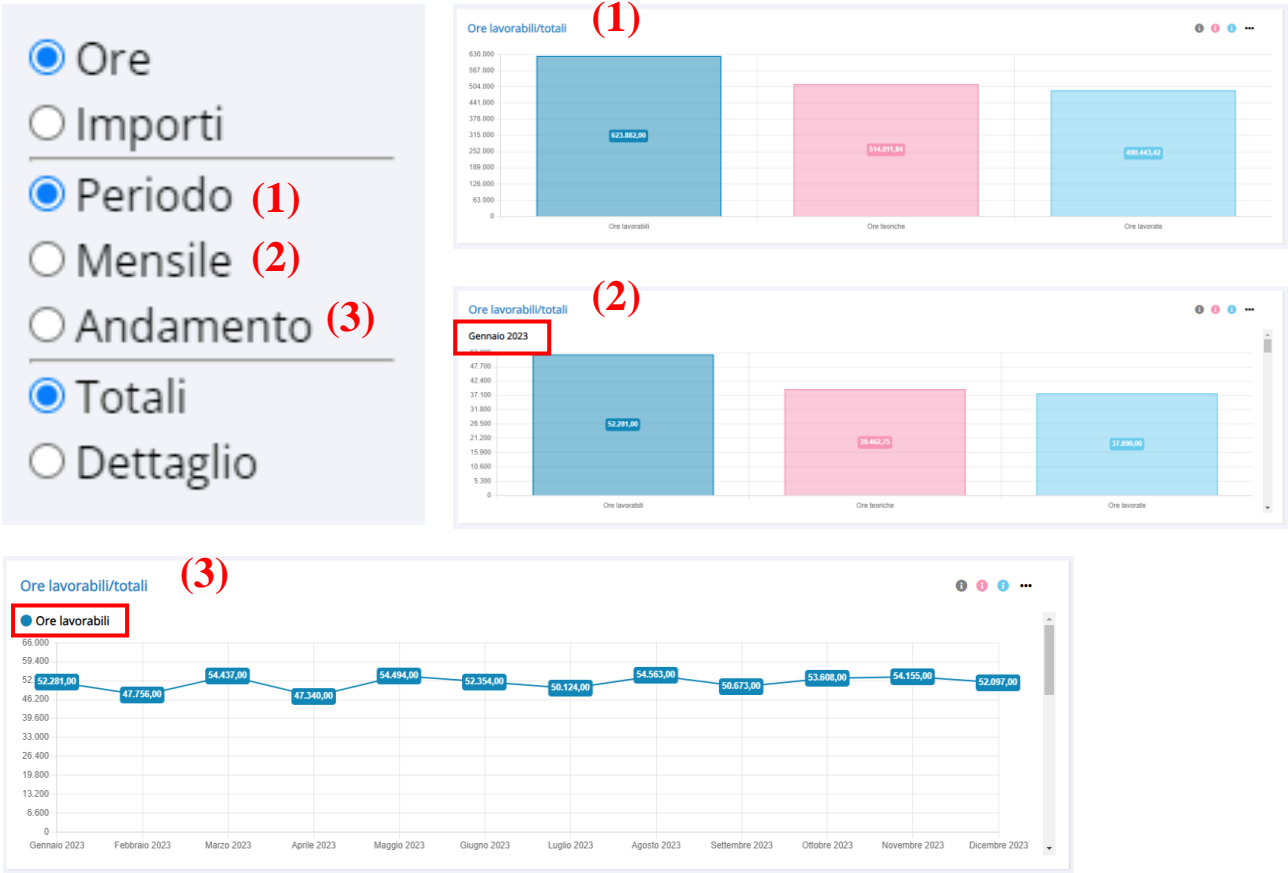 Ore
Importi
Periodo (1)
Mensile (2)
Andamento (3)
Totali
Dettaglio
Ore lavorabili/totali (1)
630.000
567.000
504.000
441.000
378.000
315.000
252.000
189.000
126.000
63.000
0
623.882,00
514.811,84
490.443,42
Ore lavorabili Ore teoriche Ore lavorate
Ore lavorabili/totali (2)
Gennaio 2023
47.700
42.400
37.100
31.800
26.500
21.200
15.900
10.600
5.300
0
52.281,00
39.462,75
37.890,00
Ore lavorabili Ore teoriche Ore lavorate
Ore lavorabili/totali (3)
Ore lavorabili
66.000
59.400
52.
46.200
39.600
33.000
26.400
19.800
13.200
6.600
0
52.281,00 47.756,00 54.437,00 47.340,00 54.494,00 52.354,00 50.124,00 54.563,00 50.673,00 53.608,00 54.155,00 52.097,00
Gennaio 2023 Febbraio 2023 Marzo 2023 Aprile 2023 Maggio 2023 Giugno 2023 Luglio 2023 Agosto 2023 Settembre 2023 Ottobre 2023 Novembre 2023 Dicembre 2023